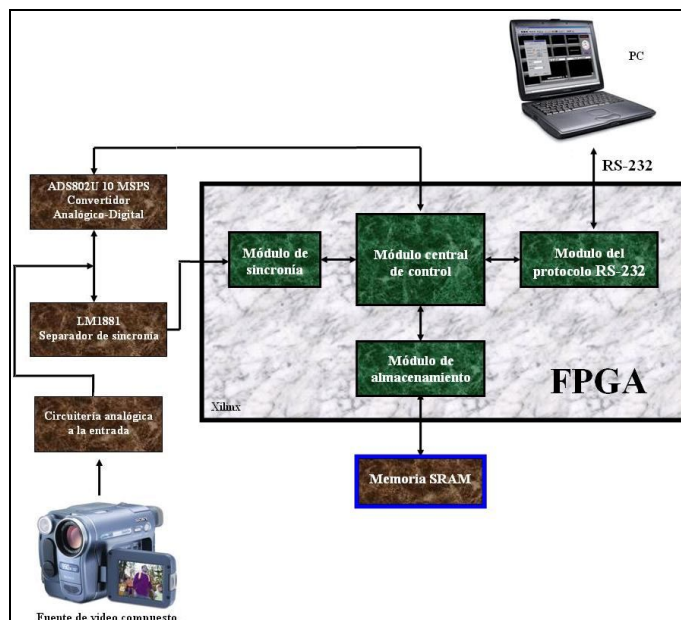 PC
RS-232
ADS802U 10 MSPS
Convertidor
Analógico-Digital
Módulo de
sincronía
Módulo central
de control
Modulo del
protocolo RS-232
LM1881
Separador de sincronía
Módulo de
almacenamiento
FPGA
Xilinx
Circuitería analógica
a la entrada
Memoria SRAM
Fuente de video compuesto